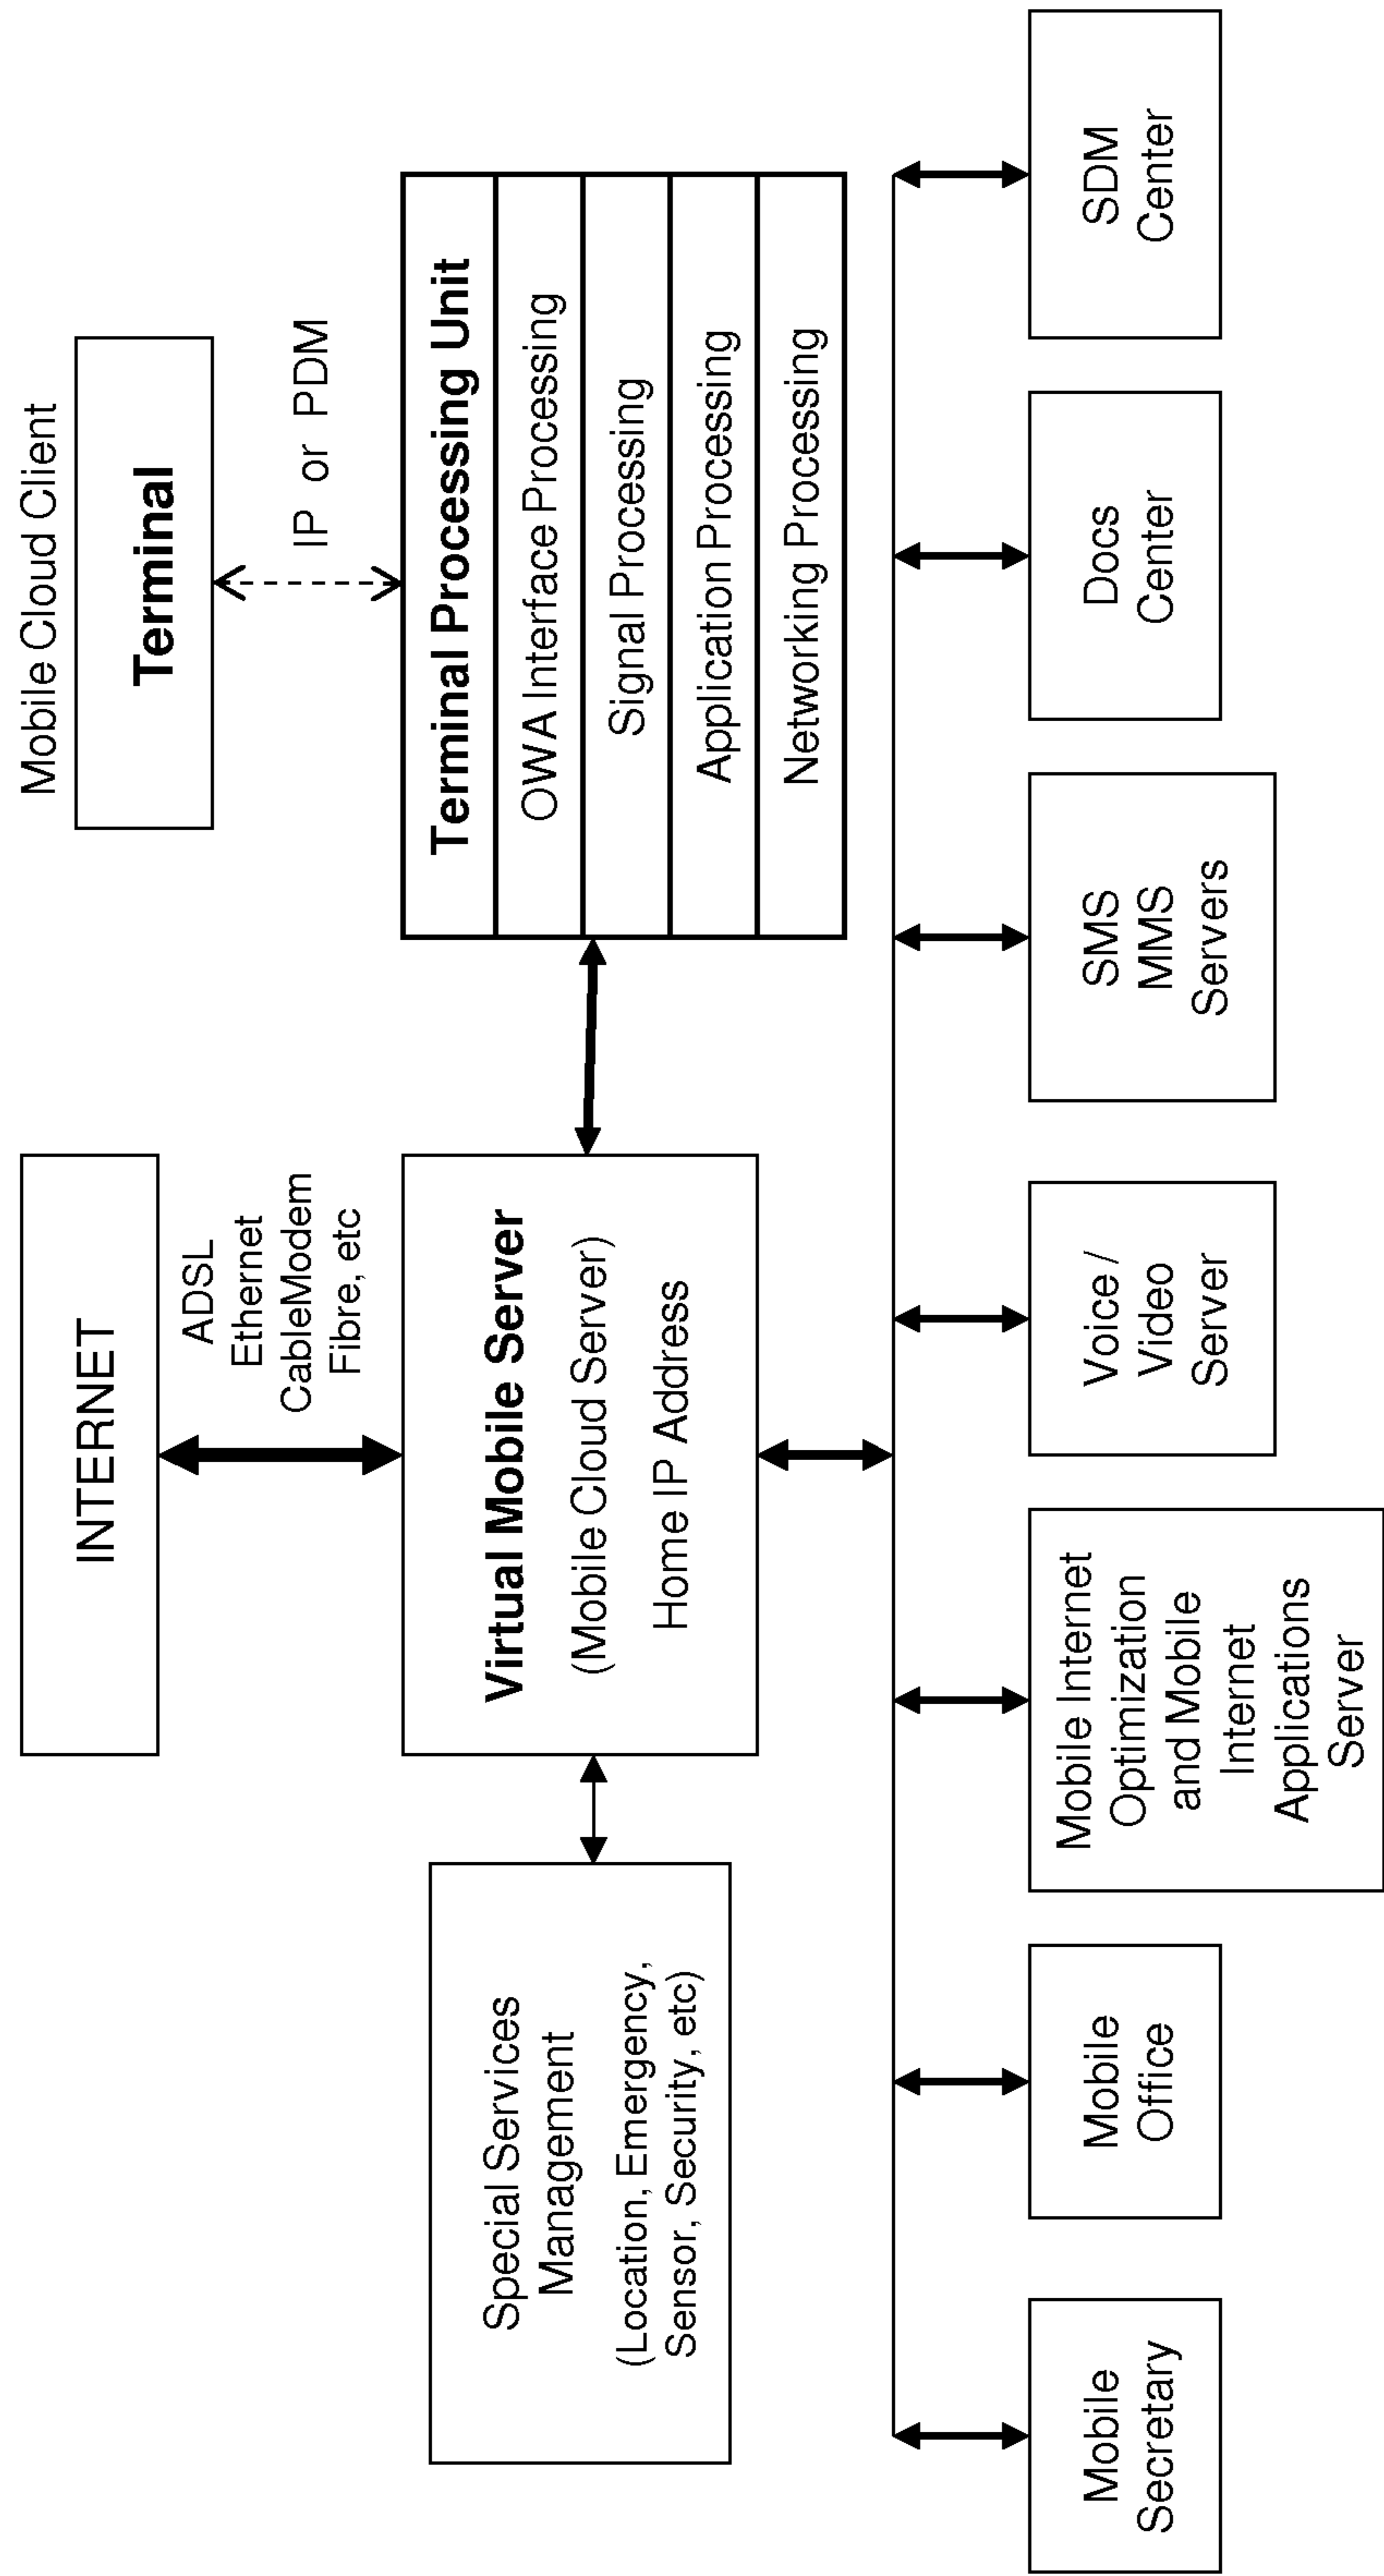 INTERNET
ADSL
Ethernet
CableModem
Fibre, etc
Mobile Cloud Client
Terminal
IP or PDM
Special Services
Management
(Location, Emergency,
Sensor, Security, etc)
Virtual Mobile Server
(Mobile Cloud Server)
Home IP Address
Terminal Processing Unit
OWA Interface Processing
Signal Processing
Application Processing
Networking Processing
Mobile
Secretary
Mobile
Office
Mobile Internet
Optimization
and Mobile
Internet
Applications
Server
Voice /
Video
Server
SMS
MMS
Servers
Docs
Center
SDM
Center